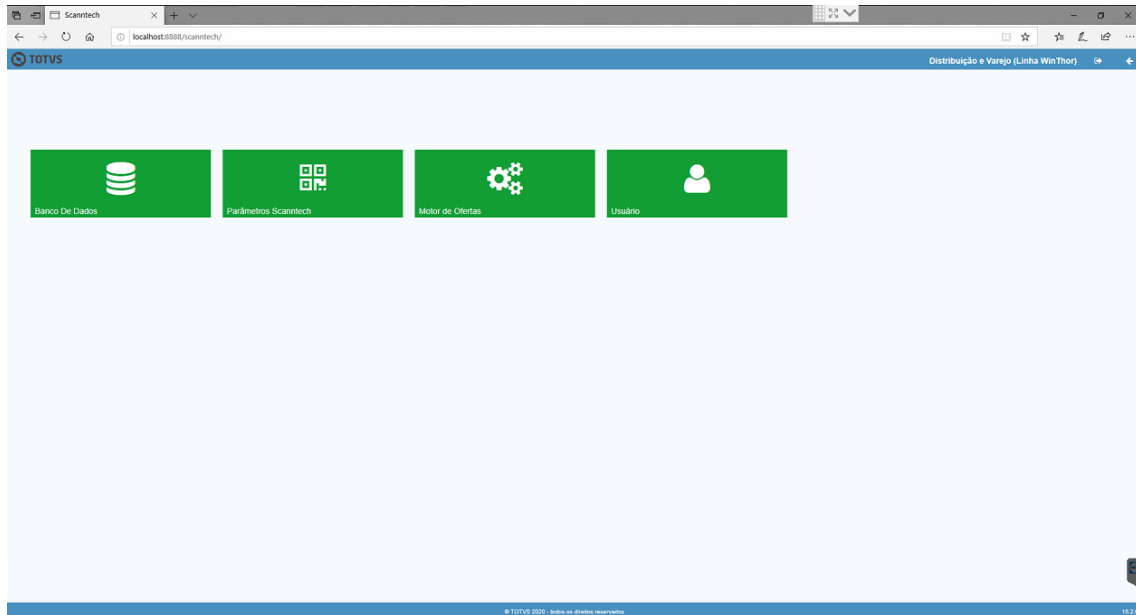 Scanntech
localhost:8888/scanntech/
TOTVS
Distribuição e Varejo (Linha WinThor)
Banco De Dados
Parâmetros Scanntech
Motor de Ofertas
Usuário
© TOTVS 2020 - todos os direitos reservados